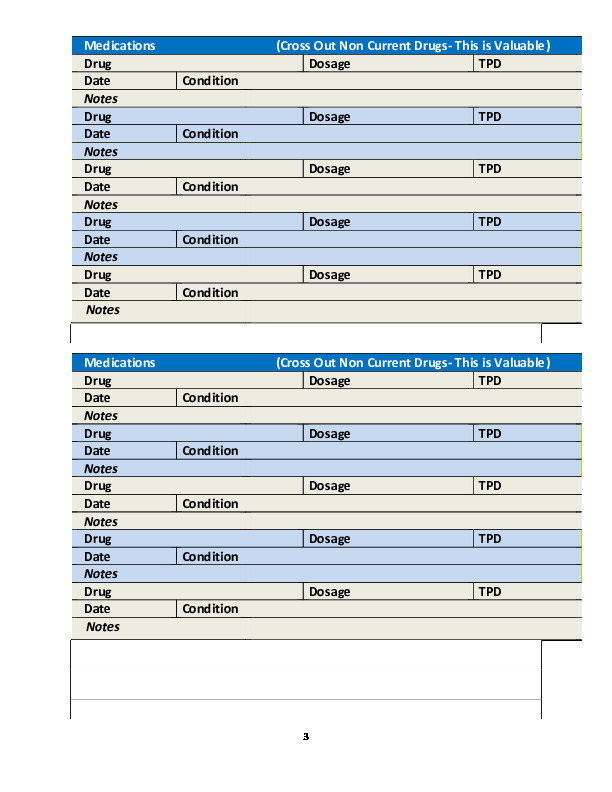 Medications (Cross Out Non Current Drugs- This is Valuable)
Drug Dosage TPD
Date Condition
Notes
Drug Dosage TPD
Date Condition
Notes
Drug Dosage TPD
Date Condition
Notes
Drug Dosage TPD
Date Condition
Notes
Drug Dosage TPD
Date Condition
Notes
Medications (Cross Out Non Current Drugs- This is Valuable)
Drug Dosage TPD
Date Condition
Notes
Drug Dosage TPD
Date Condition
Notes
Drug Dosage TPD
Date Condition
Notes
Drug Dosage TPD
Date Condition
Notes
Drug Dosage TPD
Date Condition
Notes
3